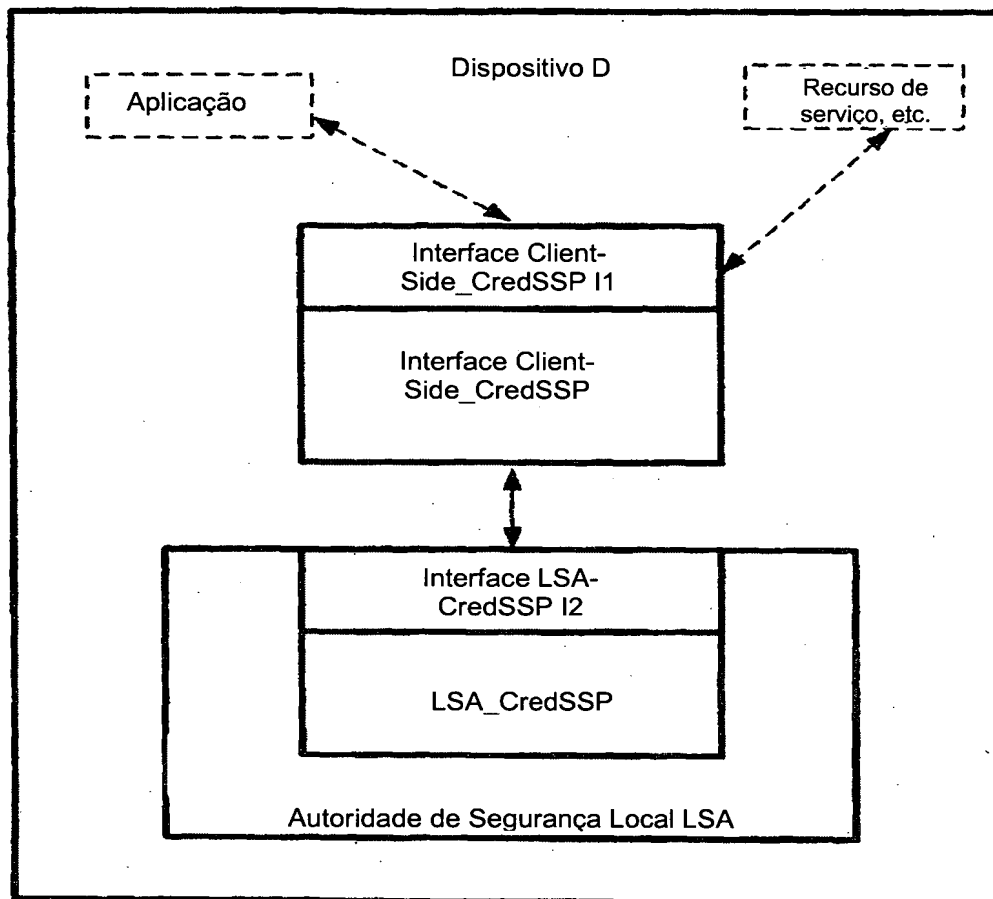 Dispositivo D
Aplicação
Recurso de
serviço, etc.
Interface Client-
Side_CredSSP I1
Interface Client-
Side_CredSSP
Interface LSA-
CredSSP I2
LSA_CredSSP
Autoridade de Segurança Local LSA